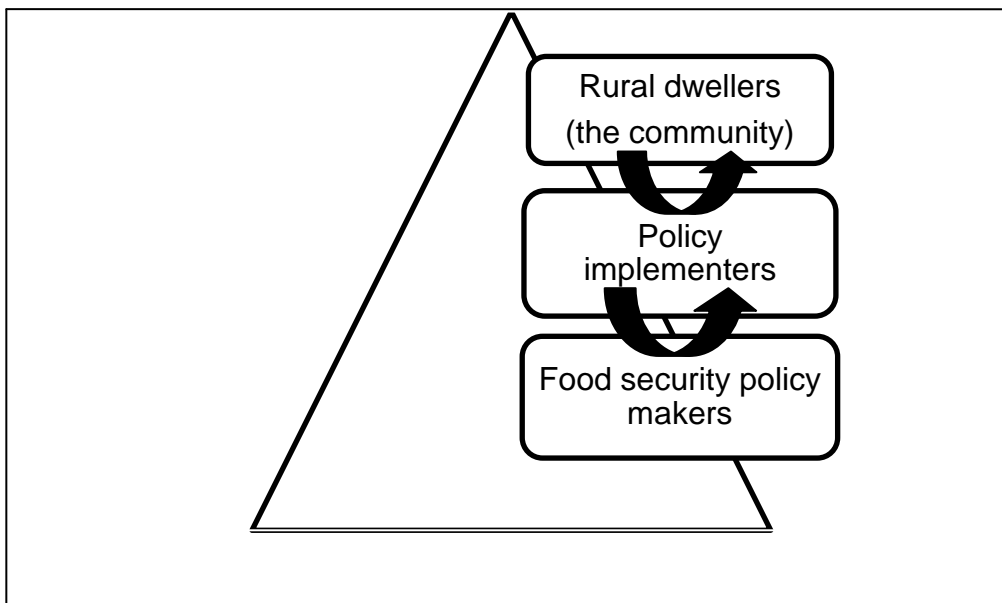 Rural dwellers
(the community)
Policy
implementers
Food security policy
makers